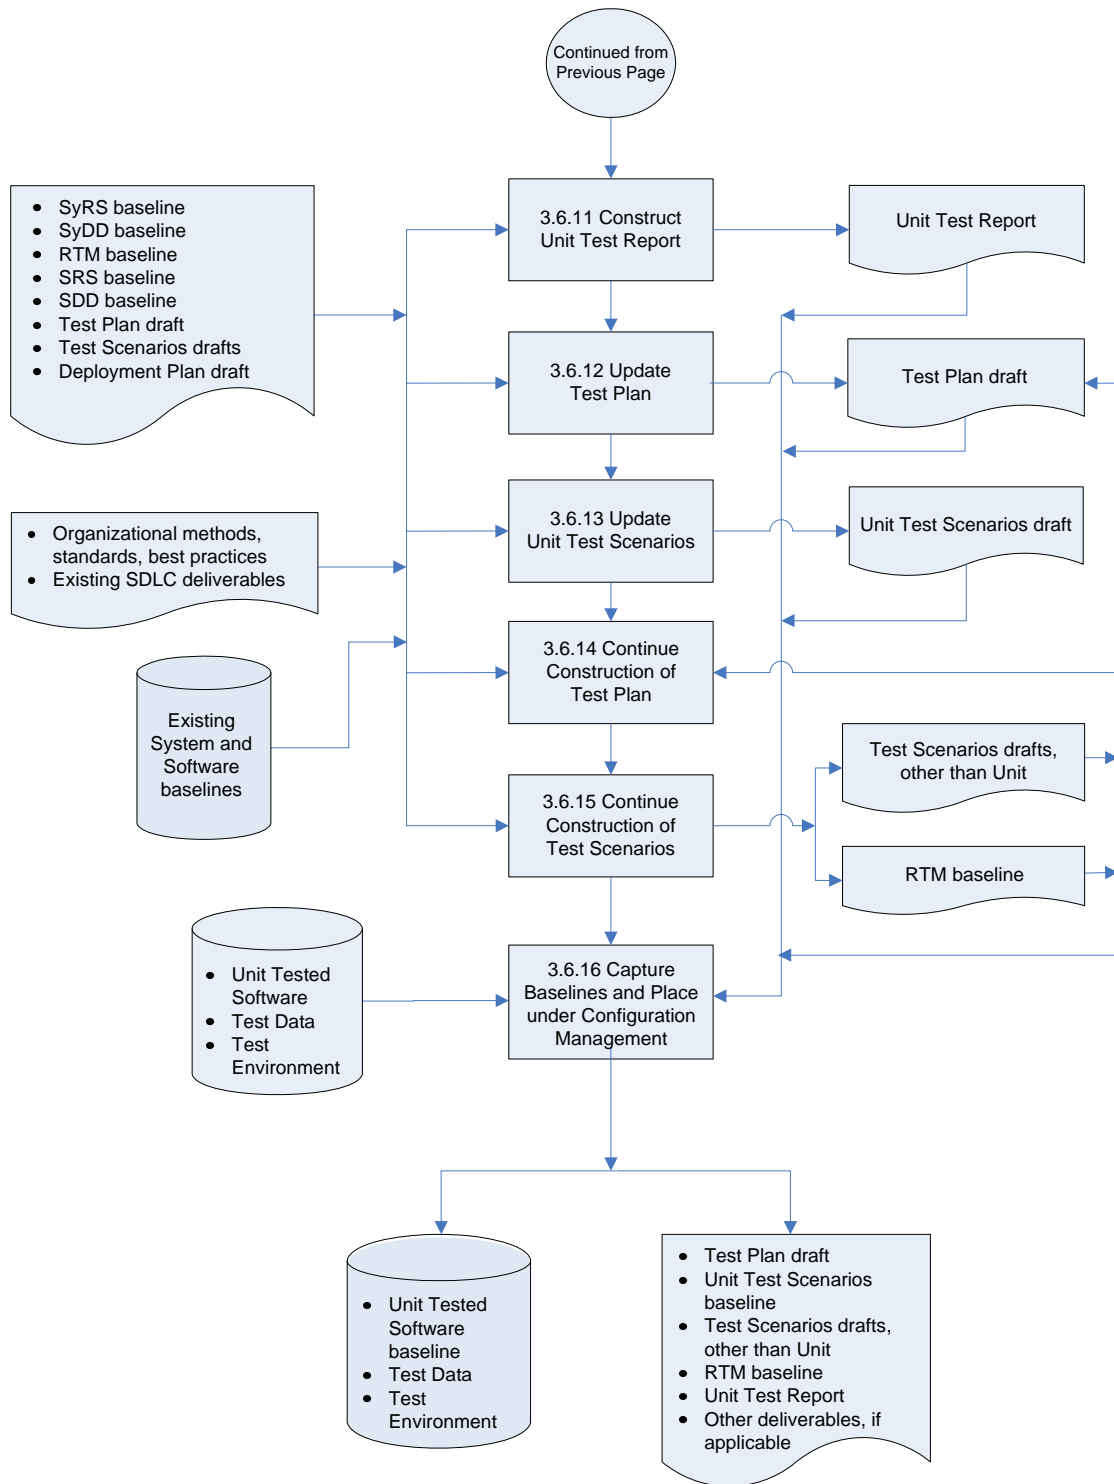 Continued from
Previous Page
• SyRS baseline
• SyDD baseline
• RTM baseline
• SRS baseline
• SDD baseline
• Test Plan draft
• Test Scenarios drafts
• Deployment Plan draft
3.6.11 Construct
Unit Test Report
Unit Test Report
3.6.12 Update
Test Plan
Test Plan draft
• Organizational methods,
standards, best practices
• Existing SDLC deliverables
3.6.13 Update
Unit Test Scenarios
Unit Test Scenarios draft
3.6.14 Continue
Construction of
Test Plan
Existing
System and
Software
baselines
3.6.15 Continue
Construction of
Test Scenarios
Test Scenarios drafts,
other than Unit
RTM baseline
• Unit Tested
Software
• Test Data
• Test
Environment
3.6.16 Capture
Baselines and Place
under Configuration
Management
• Unit Tested
Software
baseline
• Test Data
• Test
Environment
• Test Plan draft
• Unit Test Scenarios
baseline
• Test Scenarios drafts,
other than Unit
• RTM baseline
• Unit Test Report
• Other deliverables, if
applicable